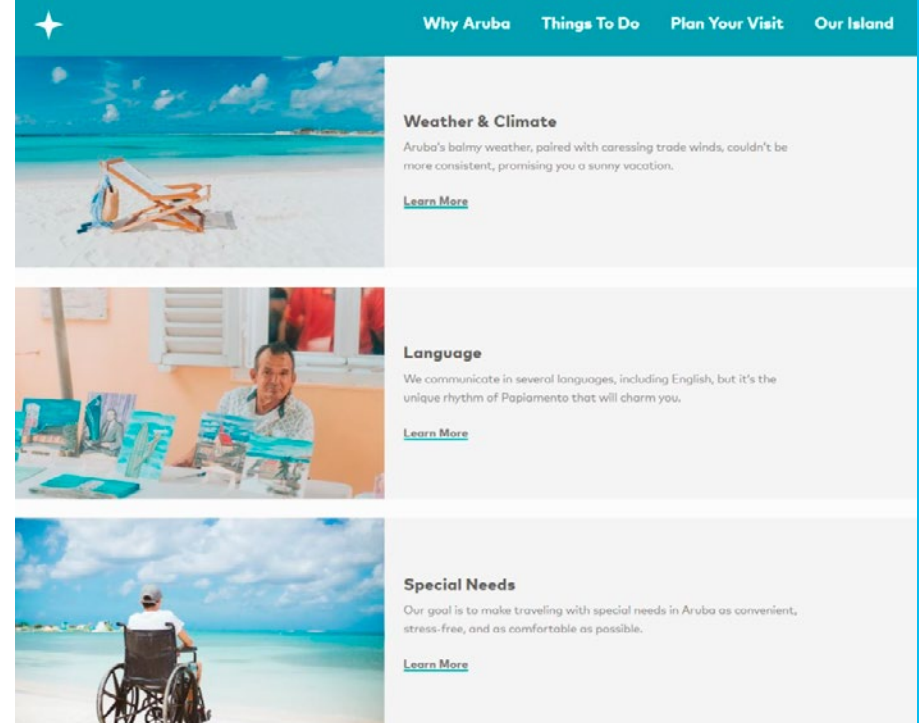 Why Aruba Things To Do Plan Your Visit Our Island
Weather & Climate
Aruba's balmy weather, paired with caressing trade winds, couldn't be
more consistent, promising you a sunny vacation.
Learn More
Language
We communicate in several languages, including English, but it's the
unique rhythm of Papiamento that will charm you.
Learn More
Special Needs
Our goal is to make traveling with special needs in Aruba as convenient,
stress-free, and as comfortable as possible.
Learn More